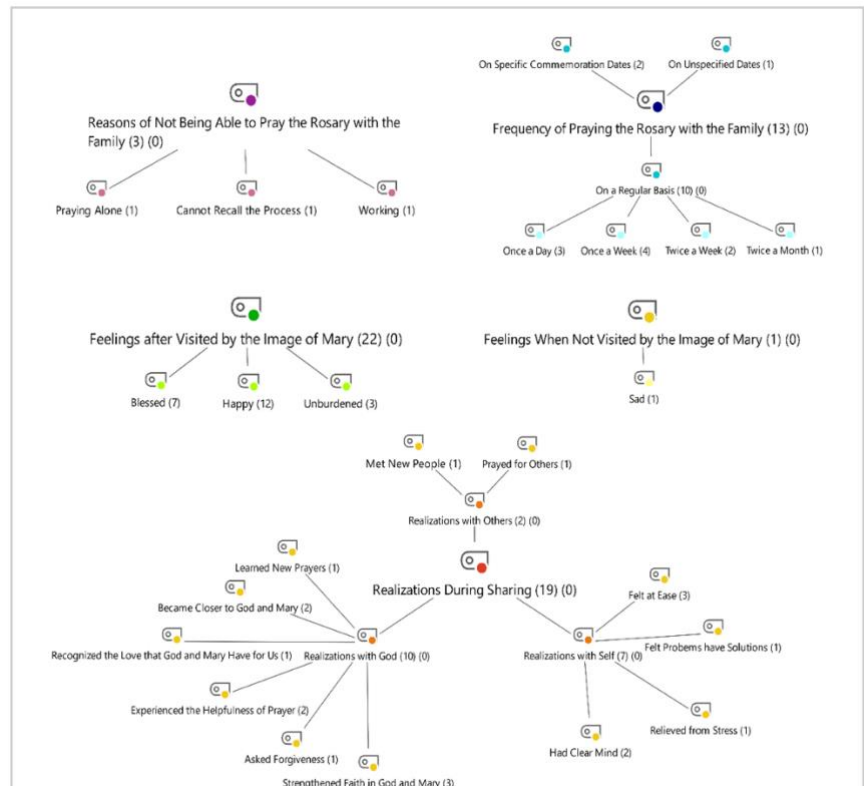 On Specific Commemoration Dates (2)
On Unspecified Dates (1)
Reasons of Not Being Able to Pray the Rosary with the
Family (3) (0)
Frequency of Praying the Rosary with the Family (13) (0)
On a Regular Basis (10) (0)
Praying Alone (1)
Cannot Recall the Process (1)
Working (1)
Once a Day (3)
Once a Week (4)
Twice a Week (2)
Twice a Month (1)
Feelings after Visited by the Image of Mary (22) (0)
Feelings When Not Visited by the Image of Mary (1) (0)
Blessed (7)
Happy (12)
Unburdened (3)
Sad (1)
Met New People (1)
Prayed for Others (1)
Realizations with Others (2) (0)
Realizations During Sharing (19) (0)
Learned New Prayers (1)
Became Closer to God and Mary (2)
Recognized the Love that God and Mary Have for Us (1)
Realizations with God (10) (0)
Experienced the Helpfulness of Prayer (2)
Asked Forgiveness (1)
Strengthened Faith in God and Mary (3)
Felt at Ease (3)
Felt Probems have Solutions (1)
Realizations with Self (7) (0)
Relieved from Stress (1)
Had Clear Mind (2)